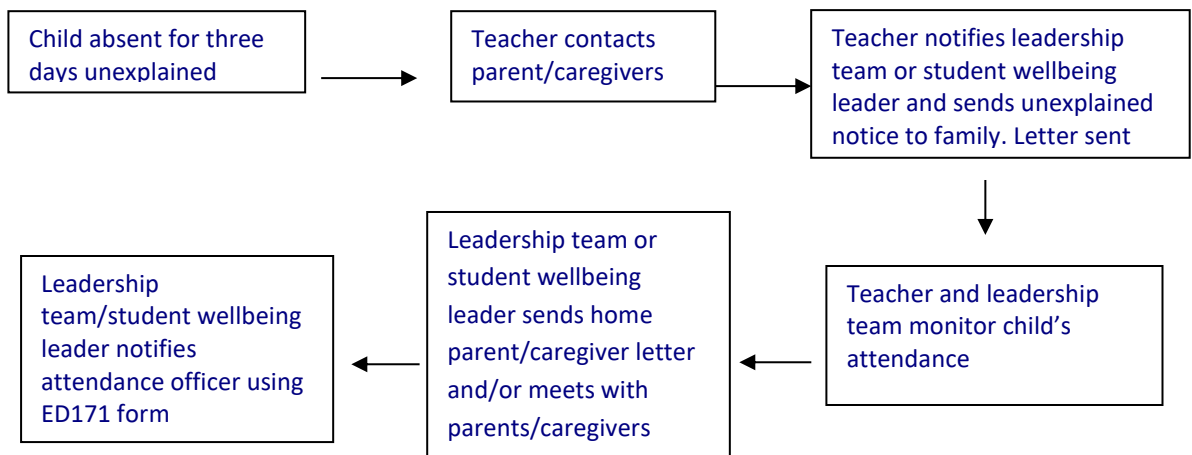 Child absent for three
days unexplained
Teacher contacts
parent/caregivers
Teacher notifies leadership
team or student wellbeing
leader and sends unexplained
notice to family. Letter sent
Teacher and leadership
team monitor child’s
attendance
Leadership team or
student wellbeing
leader sends home
parent/caregiver letter
and/or meets with
parents/caregivers
Leadership
team/student wellbeing
leader notifies
attendance officer using
ED171 form